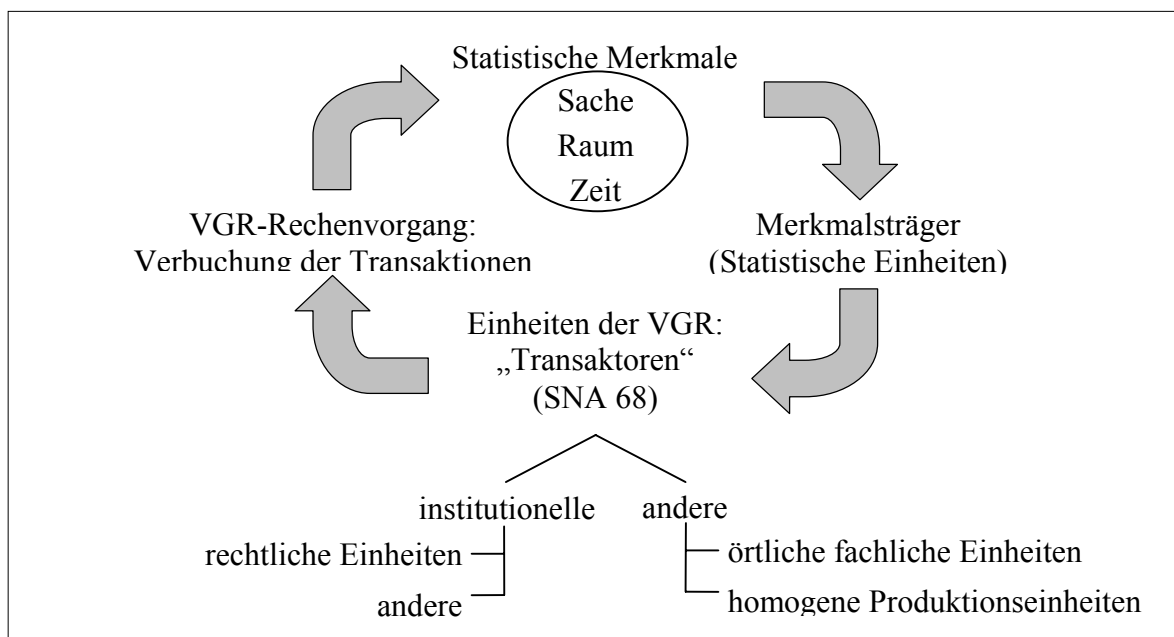 Statistische Merkmale
Sache
Raum
Zeit
VGR-Rechenvorgang:
Verbuchung der Transaktionen
Merkmalsträger
(Statistische Einheiten)
Einheiten der VGR:
„Transaktoren“
(SNA 68)
institutionelle
andere
rechtliche Einheiten
andere
örtliche fachliche Einheiten
homogene Produktionseinheiten